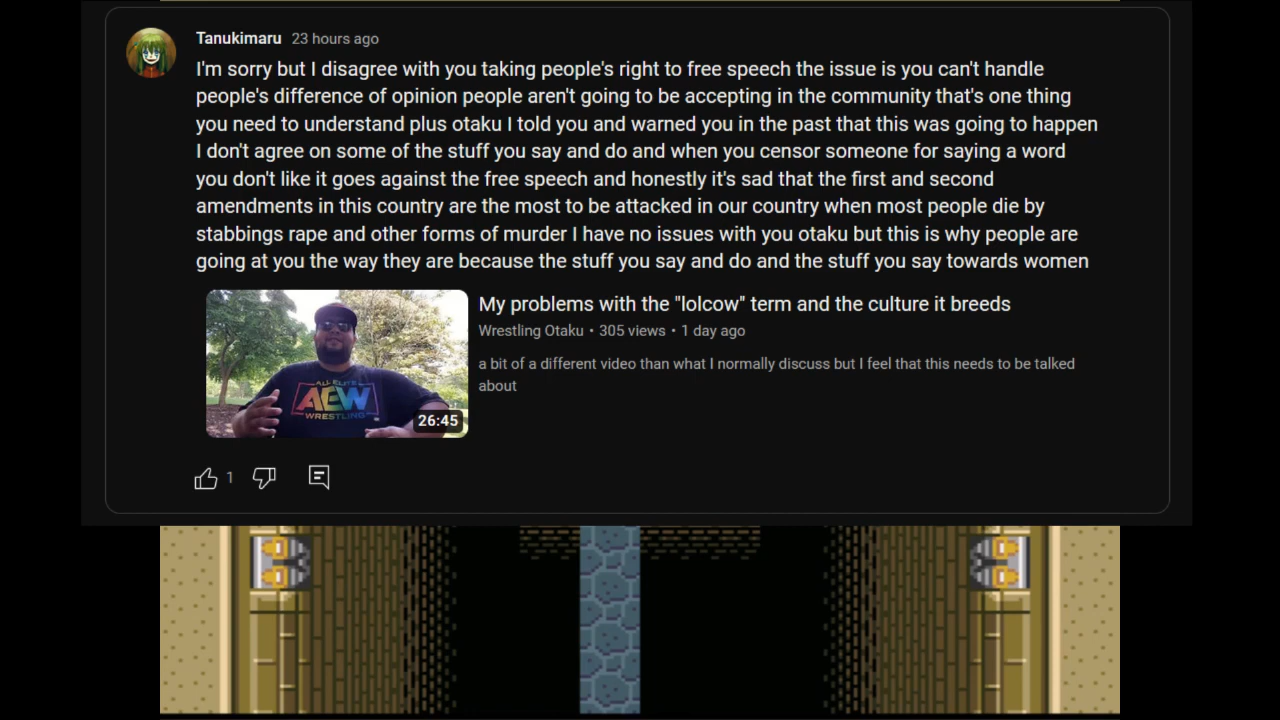 Tanukimaru 23 hours ago
I'm sorry but I disagree with you taking people's right to free speech the issue is you can't handle
people's difference of opinion people aren't going to be accepting in the community that's one thing
you need to understand plus otaku I told you and warned you in the past that this was going to happen
I don't agree on some of the stuff you say and do and when you censor someone for saying a word
you don't like it goes against the free speech and honestly it's sad that the first and second
amendments in this country are the most to be attacked in our country when most people die by
stabbings rape and other forms of murder I have no issues with you otaku but this is why people are
going at you the way they are because the stuff you say and do and the stuff you say towards women
My problems with the "lolcow" term and the culture it breeds
Wrestling Otaku • 305 views • 1 day ago
a bit of a different video than what I normally discuss but I feel that this needs to be talked
about
ALL ELITE
AEW
WRESTLING
26:45
1